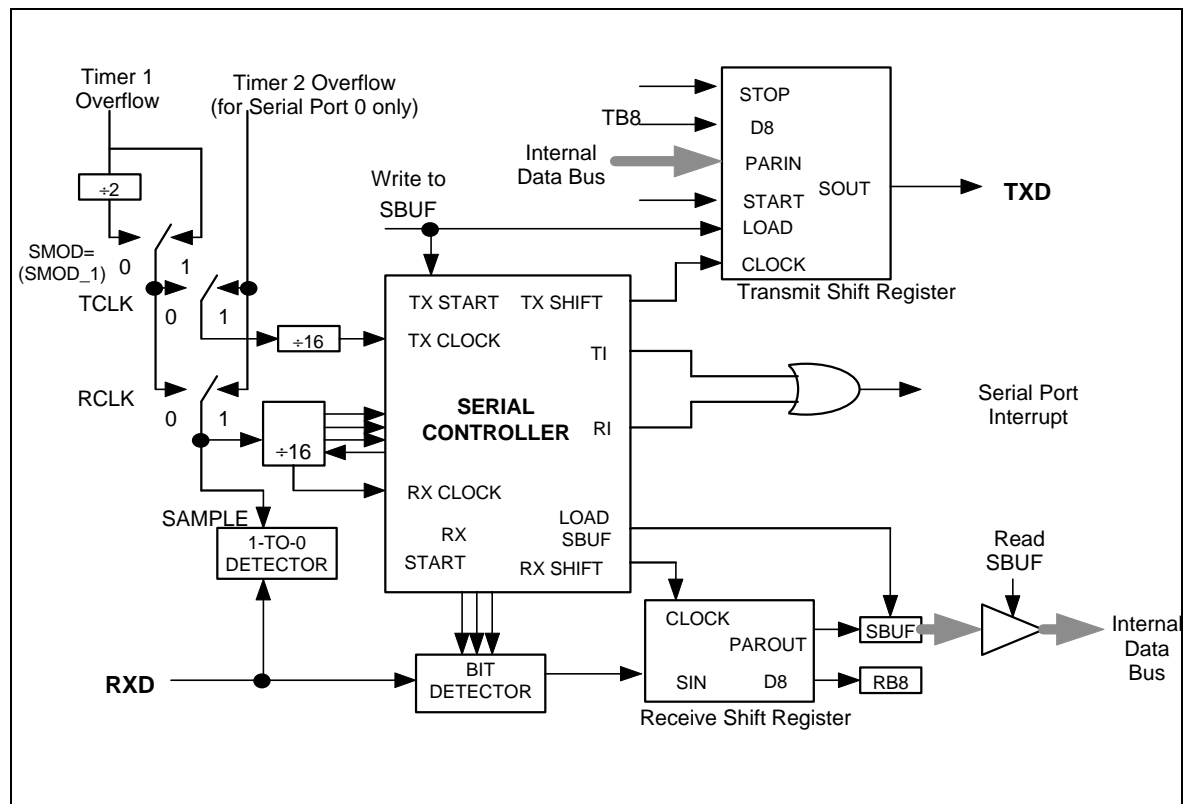 Timer 1
Overflow
Timer 2 Overflow
(for Serial Port 0 only)
÷2
SMOD=
(SMOD_1)
0
1
TCLK
0
1
÷16
RCLK
0
1
÷16
SAMPLE
1-TO-0
DETECTOR
RXD
Write to
SBUF
TX START
TX SHIFT
TX CLOCK
TI
SERIAL
CONTROLLER
RI
RX CLOCK
LOAD
SBUF
RX
START
RX SHIFT
BIT
DETECTOR
TB8
Internal
Data Bus
STOP
D8
PARIN
SOUT
START
LOAD
CLOCK
Transmit Shift Register
TXD
Serial Port
Interrupt
CLOCK
PAROUT
SIN
D8
Receive Shift Register
SBUF
RB8
Read
SBUF
Internal
Data
Bus